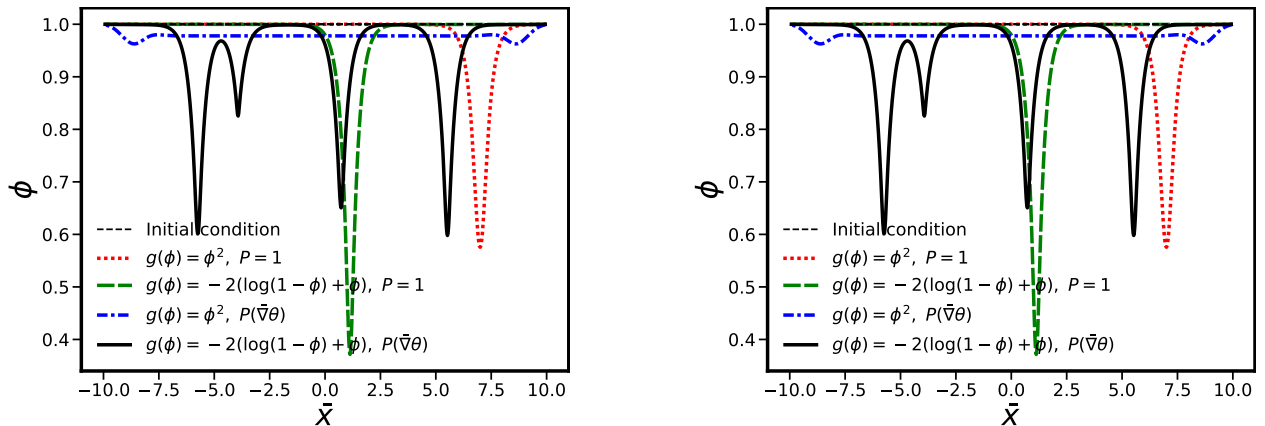 1.0
0.9
0.8
0.7
0.6
0.5
0.4
ϕ
Initial condition
g(ϕ) = ϕ², P = 1
g(ϕ) = −2(log(1 − ϕ) + ϕ), P = 1
g(ϕ) = ϕ², P(∇̄θ)
g(ϕ) = −2(log(1 − ϕ) + ϕ), P(∇̄θ)
−10.0 −7.5 −5.0 −2.5 0.0 2.5 5.0 7.5 10.0
x̄
1.0
0.9
0.8
0.7
0.6
0.5
0.4
ϕ
Initial condition
g(ϕ) = ϕ², P = 1
g(ϕ) = −2(log(1 − ϕ) + ϕ), P = 1
g(ϕ) = ϕ², P(∇̄θ)
g(ϕ) = −2(log(1 − ϕ) + ϕ), P(∇̄θ)
−10.0 −7.5 −5.0 −2.5 0.0 2.5 5.0 7.5 10.0
x̄